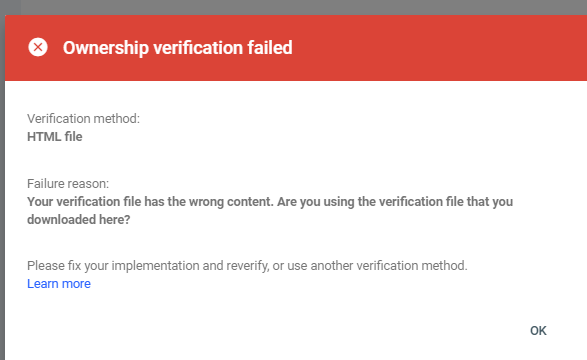 Ownership verification failed
Verification method:
HTML file
Failure reason:
Your verification file has the wrong content. Are you using the verification file that you
downloaded here?
Please fix your implementation and reverify, or use another verification method.
Learn more
OK